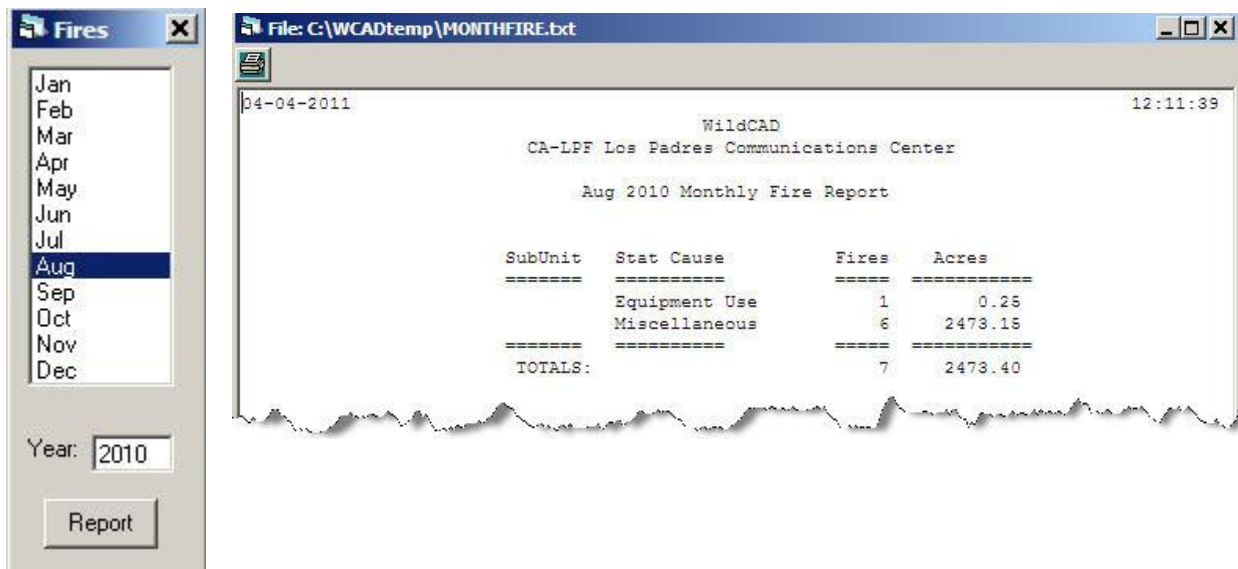 Fires
Jan
Feb
Mar
Apr
May
Jun
Jul
Aug
Sep
Oct
Nov
Dec
Year: 2010
Report
File: C:\WCADtemp\MONTHFIRE.txt
04-04-2011 12:11:39
WildCAD
CA-LPF Los Padres Communications Center
Aug 2010 Monthly Fire Report
SubUnit Stat Cause Fires Acres
======= ========== ===== ===========
Equipment Use 1 0.25
Miscellaneous 6 2473.15
======= ========== ===== ===========
TOTALS: 7 2473.40